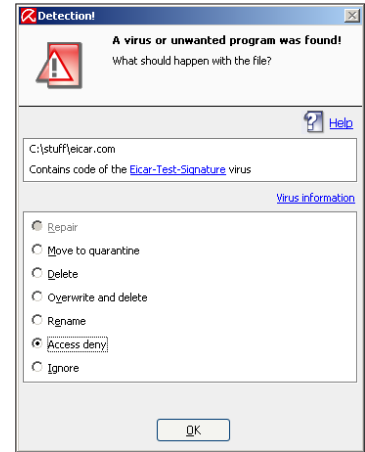 Detection!
A virus or unwanted program was found!
What should happen with the file?
Help
C:\stuff\eicar.com
Contains code of the Eicar-Test-Signature virus
Virus information
Repair
Move to quarantine
Delete
Overwrite and delete
Rename
Access deny
Ignore
OK